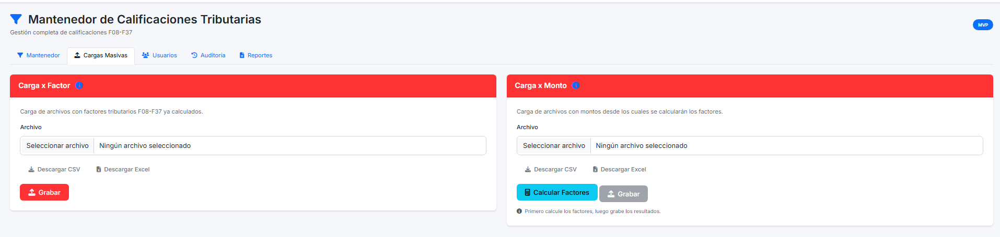 Mantenedor de Calificaciones Tributarias
Gestión completa de calificaciones F08-F37
MVP
Mantenedor
Cargas Masivas
Usuarios
Auditoría
Reportes
Carga x Factor
Carga de archivos con factores tributarios F08-F37 ya calculados.
Archivo
Seleccionar archivo Ningún archivo seleccionado
Descargar CSV Descargar Excel
Grabar
Carga x Monto
Carga de archivos con montos desde los cuales se calcularán los factores.
Archivo
Seleccionar archivo Ningún archivo seleccionado
Descargar CSV Descargar Excel
Calcular Factores Grabar
Primero calcule los factores, luego grabe los resultados.